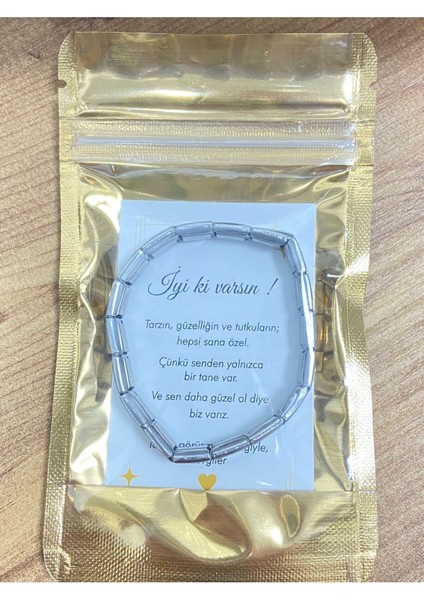 İyi ki varsın !
Tarzın, güzelliğin ve tutkuların;
hepsi sana özel.
Çünkü senden yalnızca
bir tane var.
Ve sen daha güzel ol diye
biz varız.